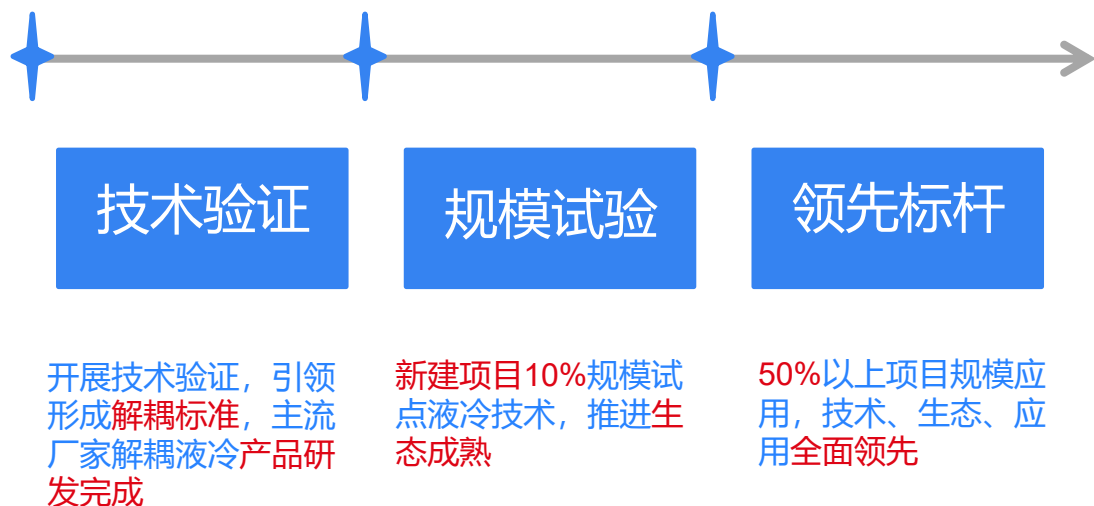 技术验证
规模试验
领先标杆
开展技术验证，引领
形成解耦标准，主流
厂家解耦液冷产品研
发完成
新建项目10%规模试
点液冷技术，推进生
态成熟
50%以上项目规模应
用，技术、生态、应
用全面领先